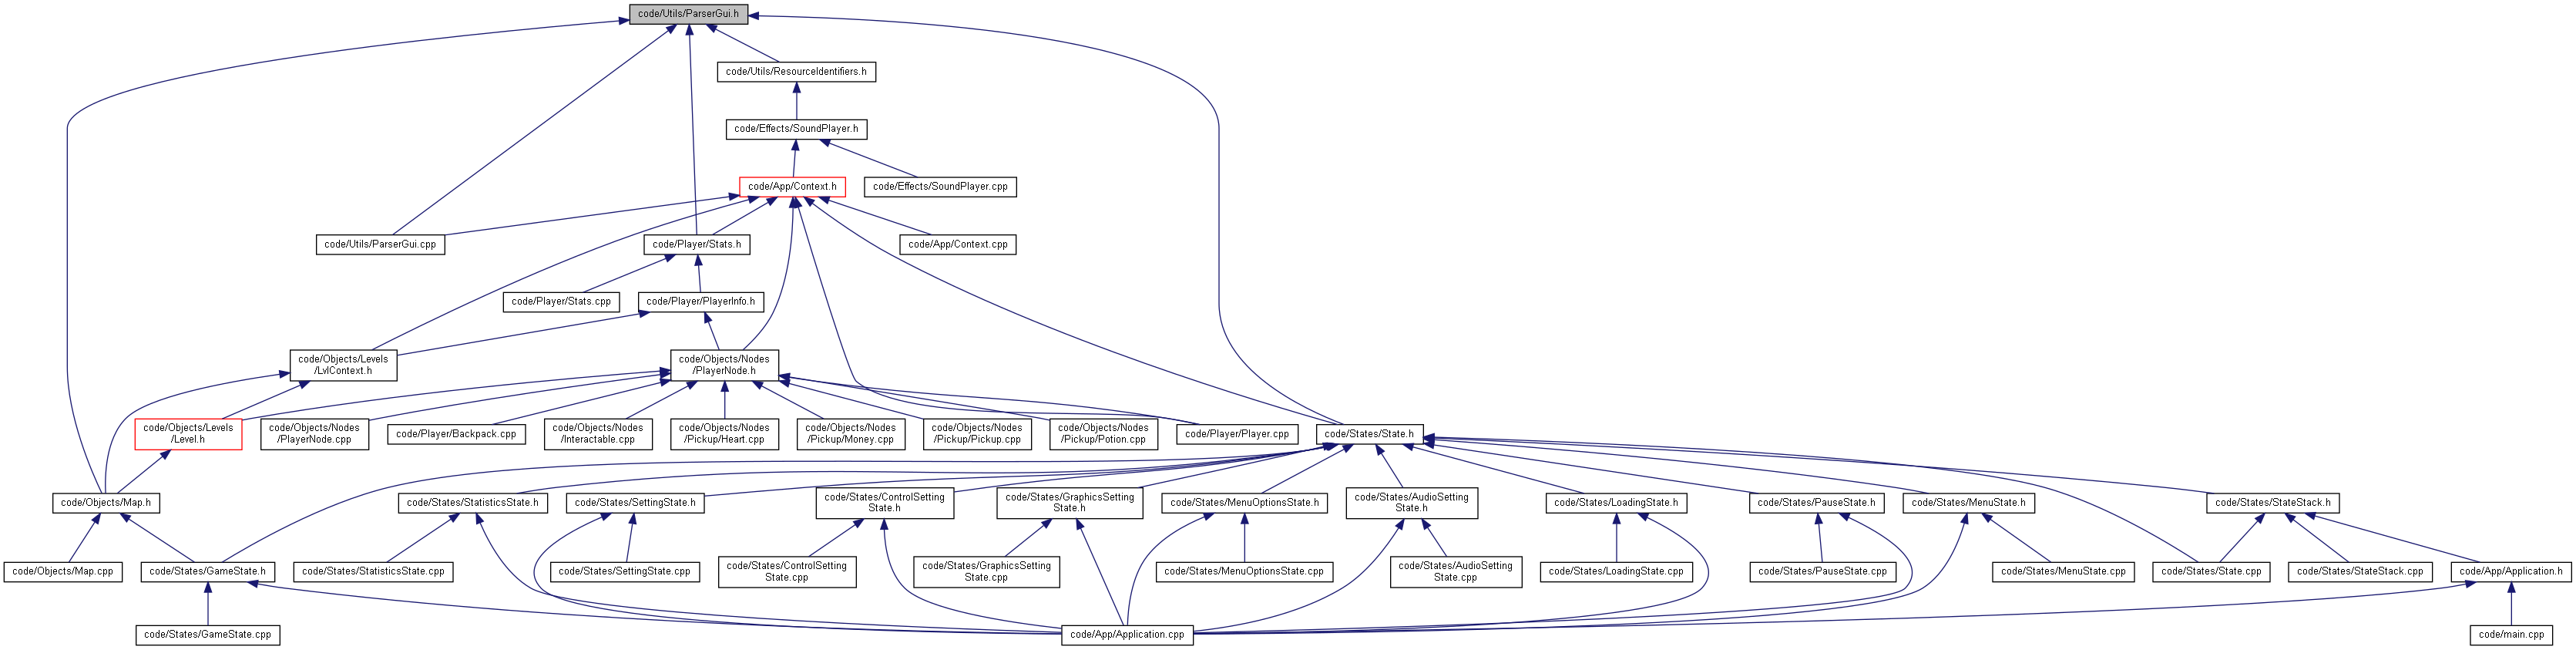 code/Utils/ParserGui.h
code/Utils/ResourceIdentifiers.h
code/Effects/SoundPlayer.h
code/App/Context.h
code/Effects/SoundPlayer.cpp
code/Utils/ParserGui.cpp
code/Player/Stats.h
code/App/Context.cpp
code/Player/Stats.cpp
code/Player/PlayerInfo.h
code/Objects/Levels
/LvlContext.h
code/Objects/Nodes
/PlayerNode.h
code/Objects/Levels
/Level.h
code/Objects/Nodes
/PlayerNode.cpp
code/Player/Backpack.cpp
code/Objects/Nodes
/Interactable.cpp
code/Objects/Nodes
/Pickup/Heart.cpp
code/Objects/Nodes
/Pickup/Money.cpp
code/Objects/Nodes
/Pickup/Pickup.cpp
code/Objects/Nodes
/Pickup/Potion.cpp
code/Player/Player.cpp
code/States/State.h
code/Objects/Map.h
code/States/StatisticsState.h
code/States/SettingState.h
code/States/ControlSetting
State.h
code/States/GraphicsSetting
State.h
code/States/MenuOptionsState.h
code/States/AudioSetting
State.h
code/States/LoadingState.h
code/States/PauseState.h
code/States/MenuState.h
code/States/StateStack.h
code/Objects/Map.cpp
code/States/GameState.h
code/States/StatisticsState.cpp
code/States/SettingState.cpp
code/States/ControlSetting
State.cpp
code/States/GraphicsSetting
State.cpp
code/States/MenuOptionsState.cpp
code/States/AudioSetting
State.cpp
code/States/LoadingState.cpp
code/States/PauseState.cpp
code/States/MenuState.cpp
code/States/State.cpp
code/States/StateStack.cpp
code/App/Application.h
code/States/GameState.cpp
code/App/Application.cpp
code/main.cpp